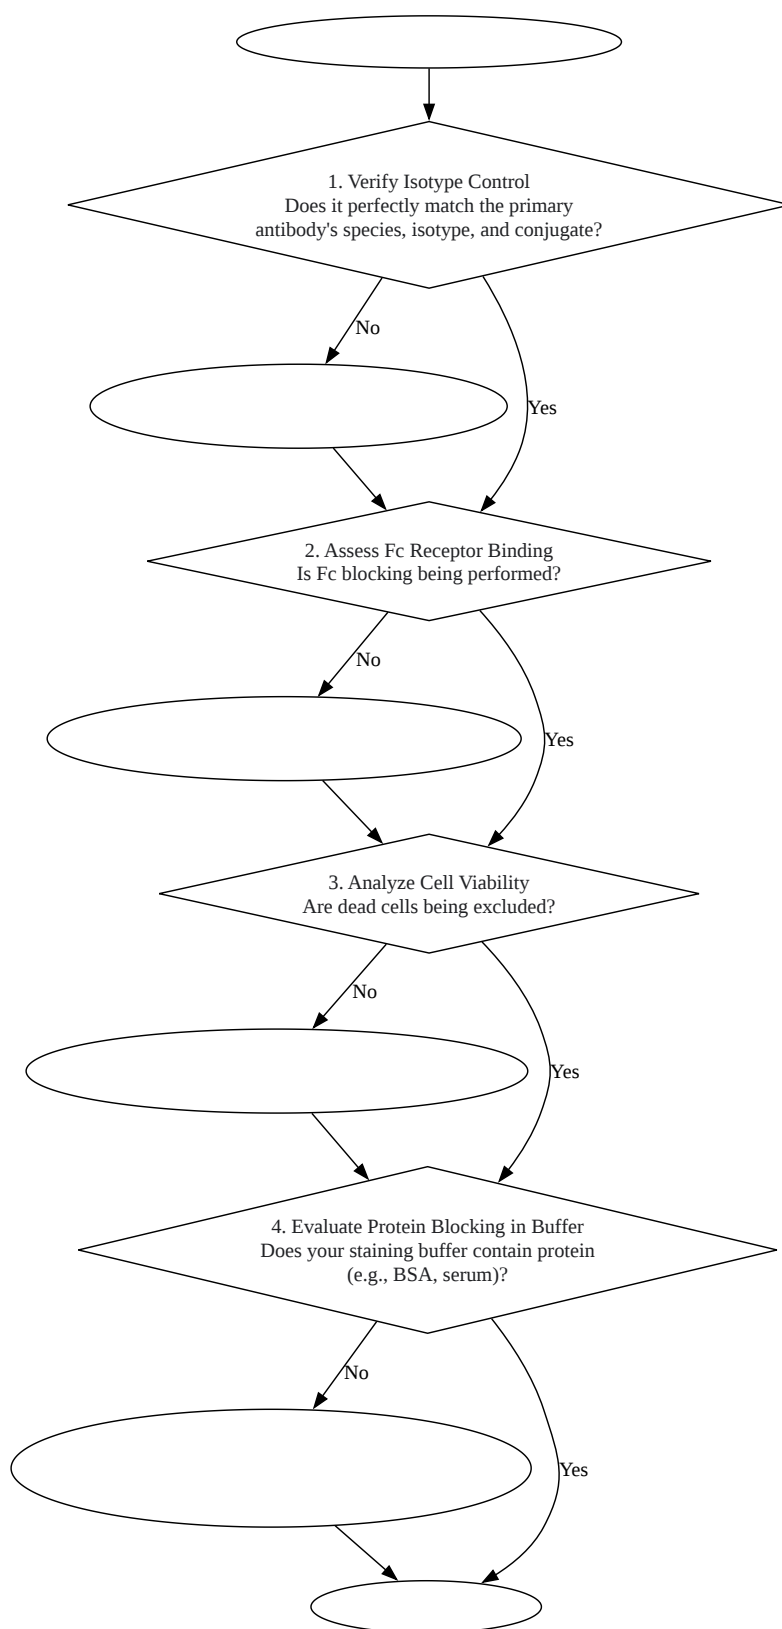 1. Verify Isotype Control
Does it perfectly match the primary
antibody's species, isotype, and conjugate?
No
Yes
2. Assess Fc Receptor Binding
Is Fc blocking being performed?
No
Yes
3. Analyze Cell Viability
Are dead cells being excluded?
No
Yes
4. Evaluate Protein Blocking in Buffer
Does your staining buffer contain protein
(e.g., BSA, serum)?
No
Yes